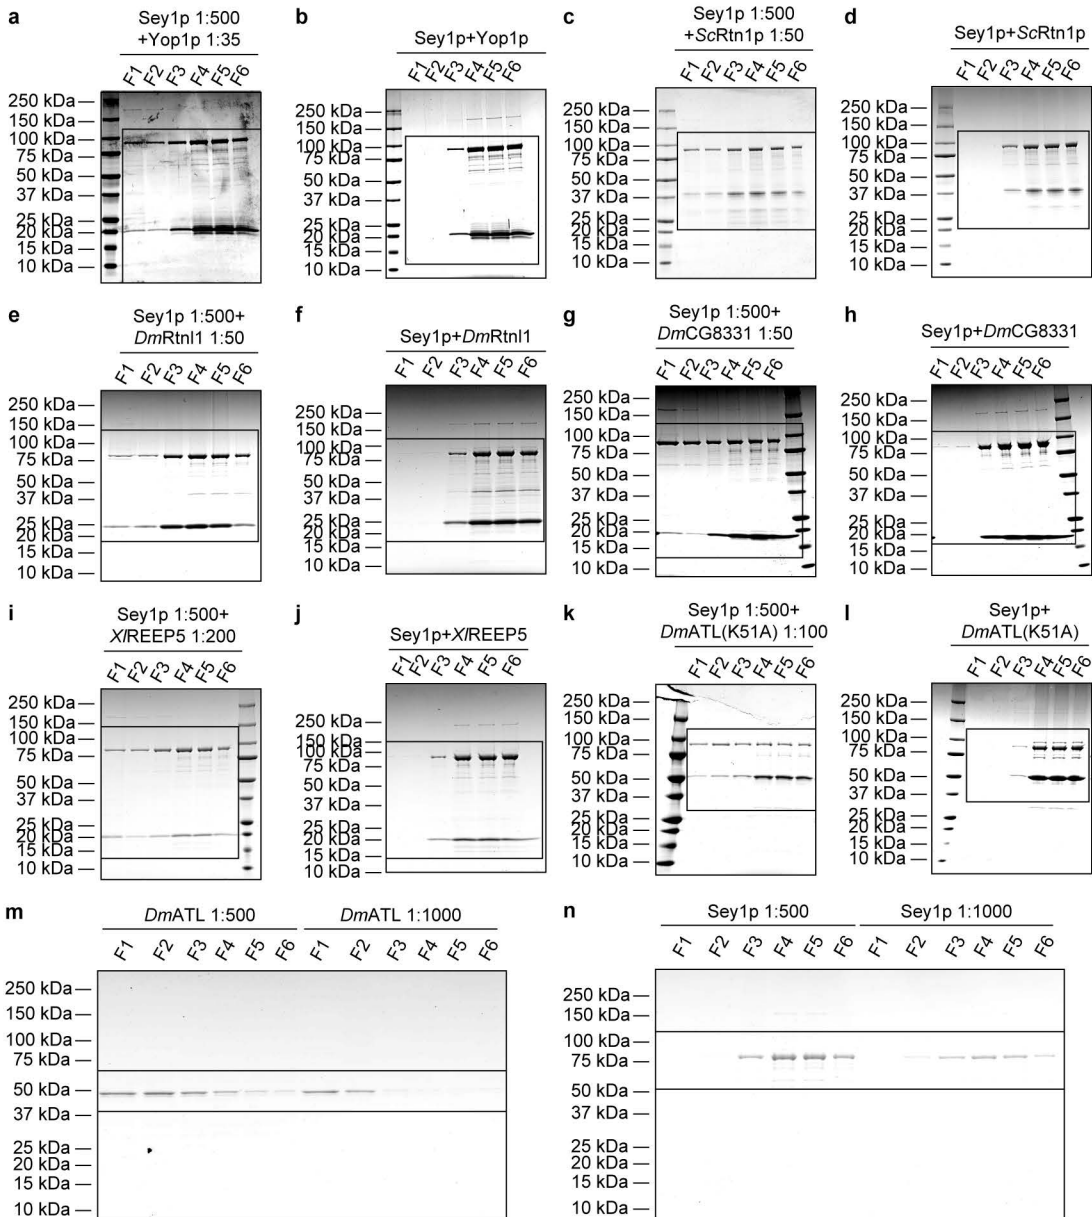 a
Sey1p 1:500
+Yop1p 1:35
F1 F2 F3 F4 F5 F6
250 kDa
150 kDa
100 kDa
75 kDa
50 kDa
37 kDa
25 kDa
20 kDa
15 kDa
10 kDa
b
Sey1p+Yop1p
F1 F2 F3 F4 F5 F6
250 kDa
150 kDa
100 kDa
75 kDa
50 kDa
37 kDa
25 kDa
20 kDa
15 kDa
10 kDa
c
Sey1p 1:500
+ScRtn1p 1:50
F1 F2 F3 F4 F5 F6
250 kDa
150 kDa
100 kDa
75 kDa
50 kDa
37 kDa
25 kDa
20 kDa
15 kDa
10 kDa
d
Sey1p+ScRtn1p
F1 F2 F3 F4 F5 F6
250 kDa
150 kDa
100 kDa
75 kDa
50 kDa
37 kDa
25 kDa
20 kDa
15 kDa
10 kDa
e
Sey1p 1:500+
DmRtnl1 1:50
F1 F2 F3 F4 F5 F6
250 kDa
150 kDa
100 kDa
75 kDa
50 kDa
37 kDa
25 kDa
20 kDa
15 kDa
10 kDa
f
Sey1p+DmRtnl1
F1 F2 F3 F4 F5 F6
250 kDa
150 kDa
100 kDa
75 kDa
50 kDa
37 kDa
25 kDa
20 kDa
15 kDa
10 kDa
g
Sey1p 1:500+
DmCG8331 1:50
F1 F2 F3 F4 F5 F6
250 kDa
150 kDa
100 kDa
75 kDa
50 kDa
37 kDa
25 kDa
20 kDa
15 kDa
10 kDa
h
Sey1p+DmCG8331
F1 F2 F3 F4 F5 F6
250 kDa
150 kDa
100 kDa
75 kDa
50 kDa
37 kDa
25 kDa
20 kDa
15 kDa
10 kDa
i
Sey1p 1:500+
XlREEP5 1:200
F1 F2 F3 F4 F5 F6
250 kDa
150 kDa
100 kDa
75 kDa
50 kDa
37 kDa
25 kDa
20 kDa
15 kDa
10 kDa
j
Sey1p+XlREEP5
F1 F2 F3 F4 F5 F6
250 kDa
150 kDa
100 kDa
75 kDa
50 kDa
37 kDa
25 kDa
20 kDa
15 kDa
10 kDa
k
Sey1p 1:500+
DmATL(K51A) 1:100
F1 F2 F3 F4 F5 F6
250 kDa
150 kDa
100 kDa
75 kDa
50 kDa
37 kDa
25 kDa
20 kDa
15 kDa
10 kDa
l
Sey1p+
DmATL(K51A)
F1 F2 F3 F4 F5 F6
250 kDa
150 kDa
100 kDa
75 kDa
50 kDa
37 kDa
25 kDa
20 kDa
15 kDa
10 kDa
m
DmATL 1:500 DmATL 1:1000
F1 F2 F3 F4 F5 F6 F1 F2 F3 F4 F5 F6
250 kDa
150 kDa
100 kDa
75 kDa
50 kDa
37 kDa
25 kDa
20 kDa
15 kDa
10 kDa
n
Sey1p 1:500 Sey1p 1:1000
F1 F2 F3 F4 F5 F6 F1 F2 F3 F4 F5 F6
250 kDa
150 kDa
100 kDa
75 kDa
50 kDa
37 kDa
25 kDa
20 kDa
15 kDa
10 kDa